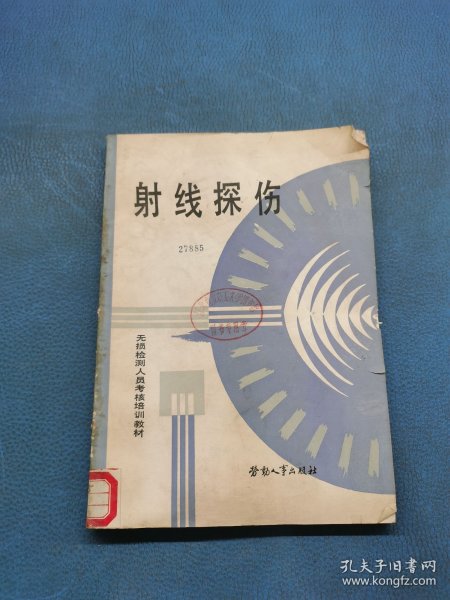 射线探伤
27885
无损检测人员考核培训教材
劳动人事出版社
孔夫子旧书网
www.kongfz.com